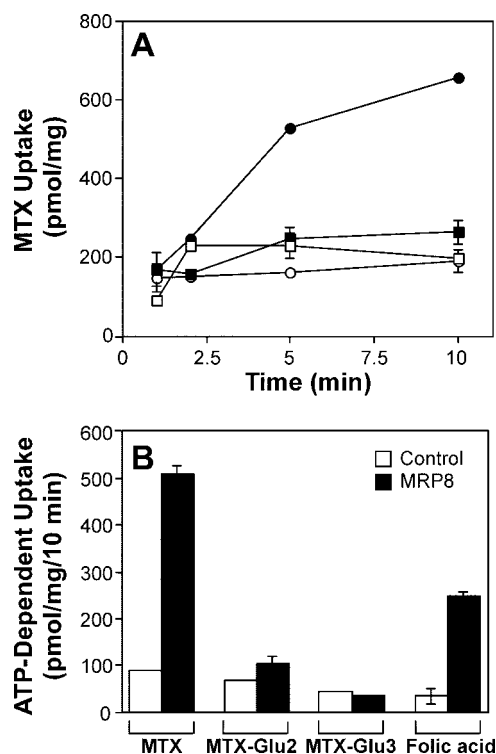 A
800
600
400
200
0
MTX Uptake
(pmol/mg)
0
2.5
5
7.5
10
Time (min)
B
600
500
400
300
200
100
0
ATP-Dependent Uptake
(pmol/mg/10 min)
Control
MRP8
MTX
MTX-Glu2
MTX-Glu3
Folic acid